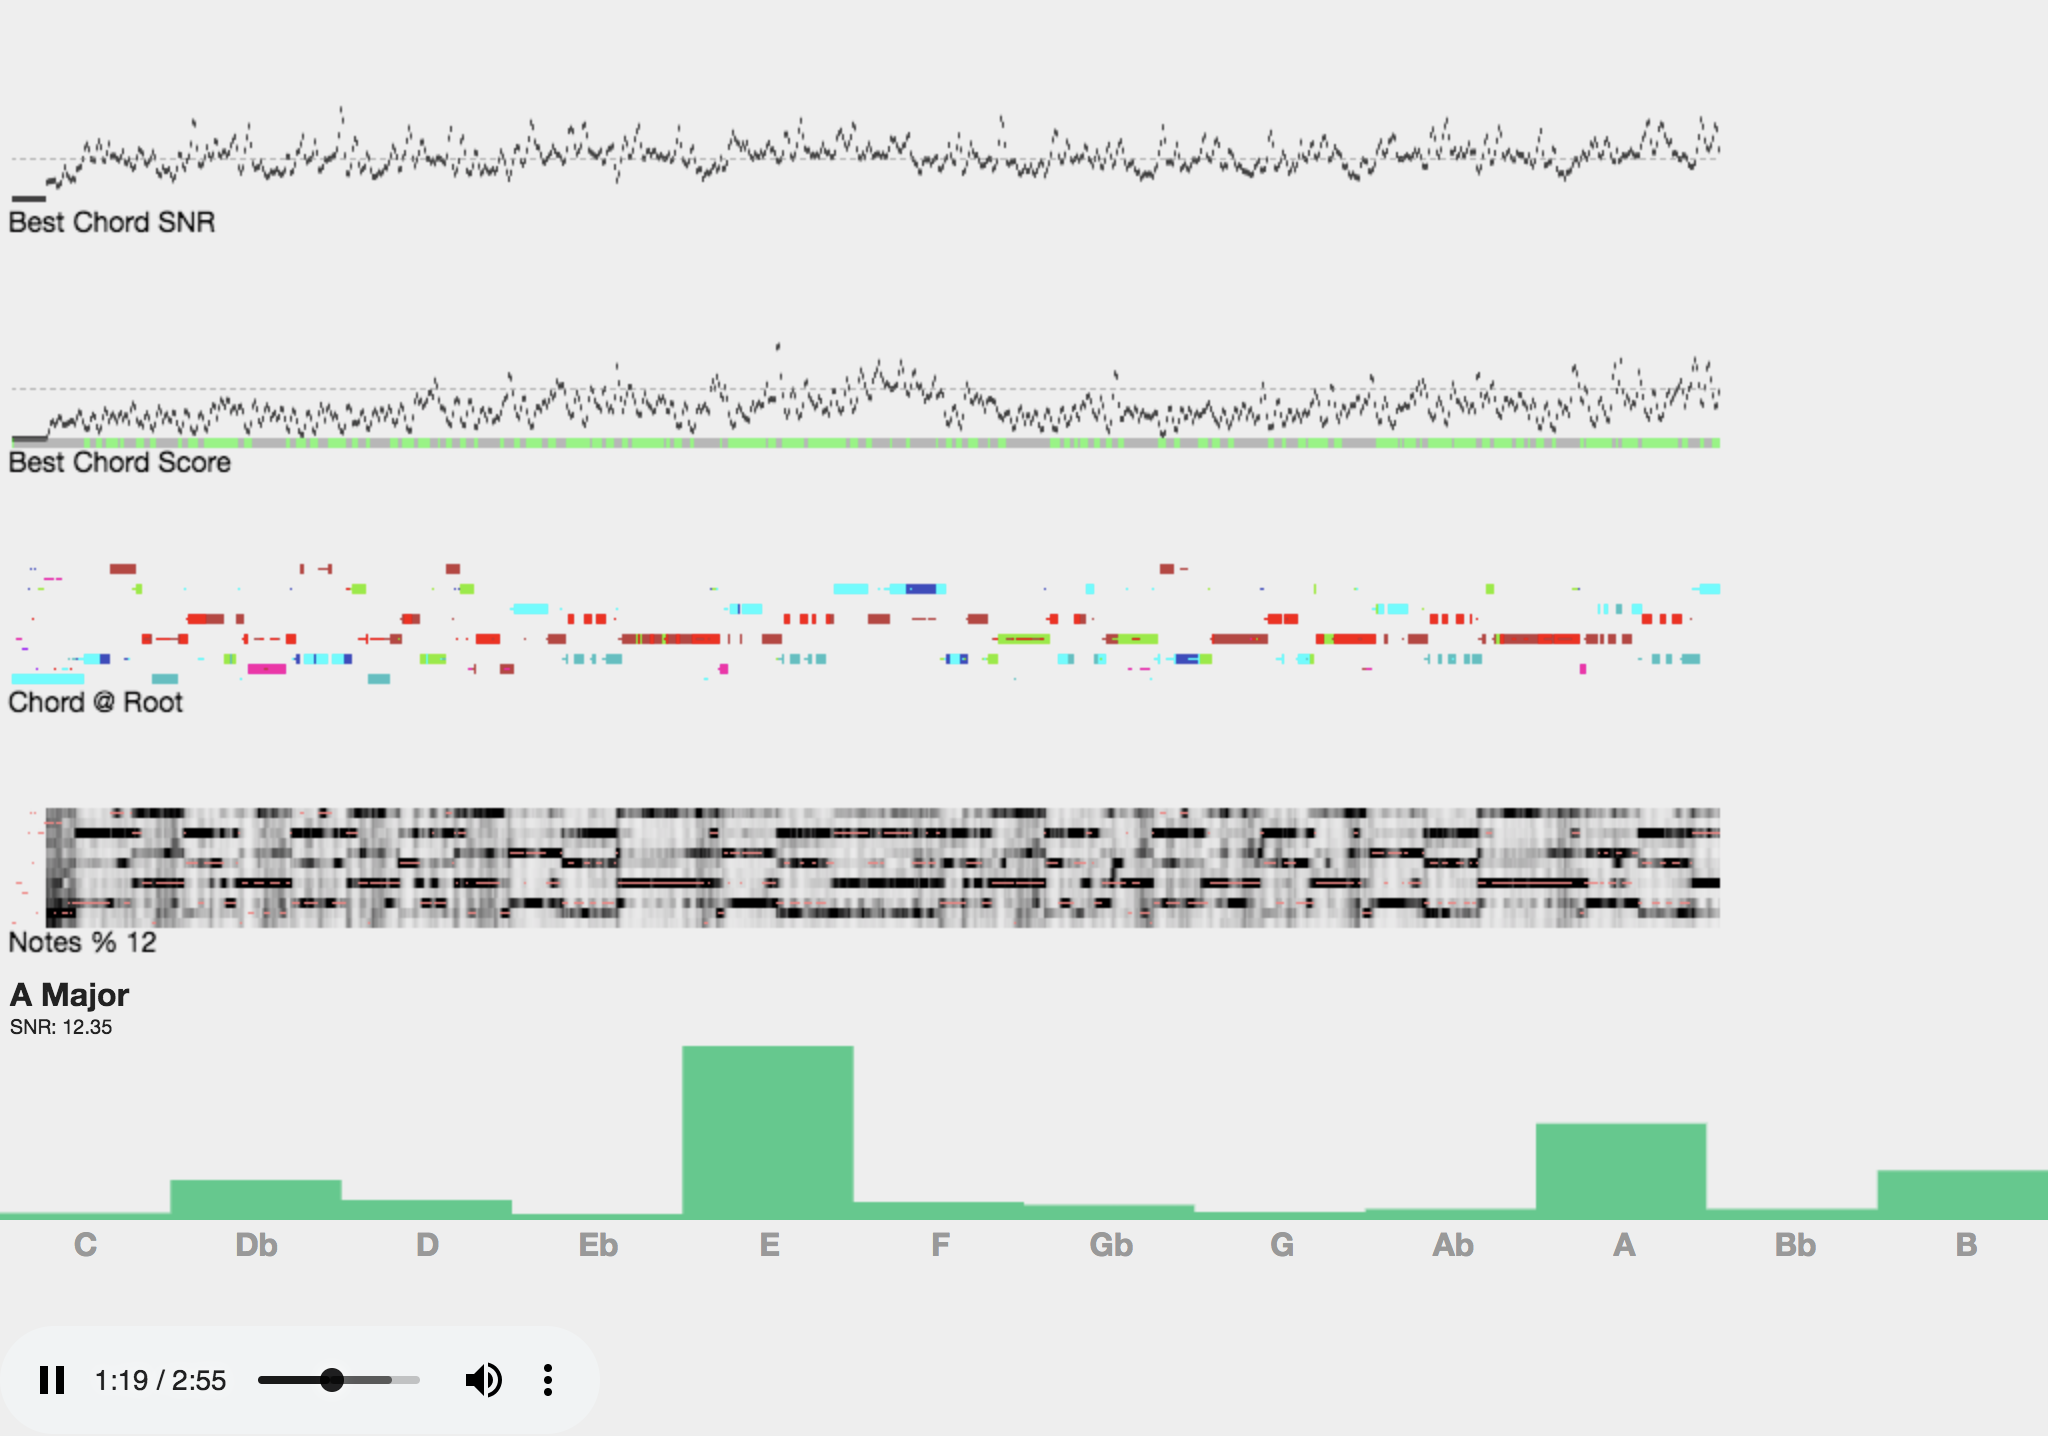 Best Chord SNR
Best Chord Score
Chord @ Root
Notes % 12
A Major
SNR: 12.35
C Db D Eb E F Gb G Ab A Bb B
1:19 / 2:55